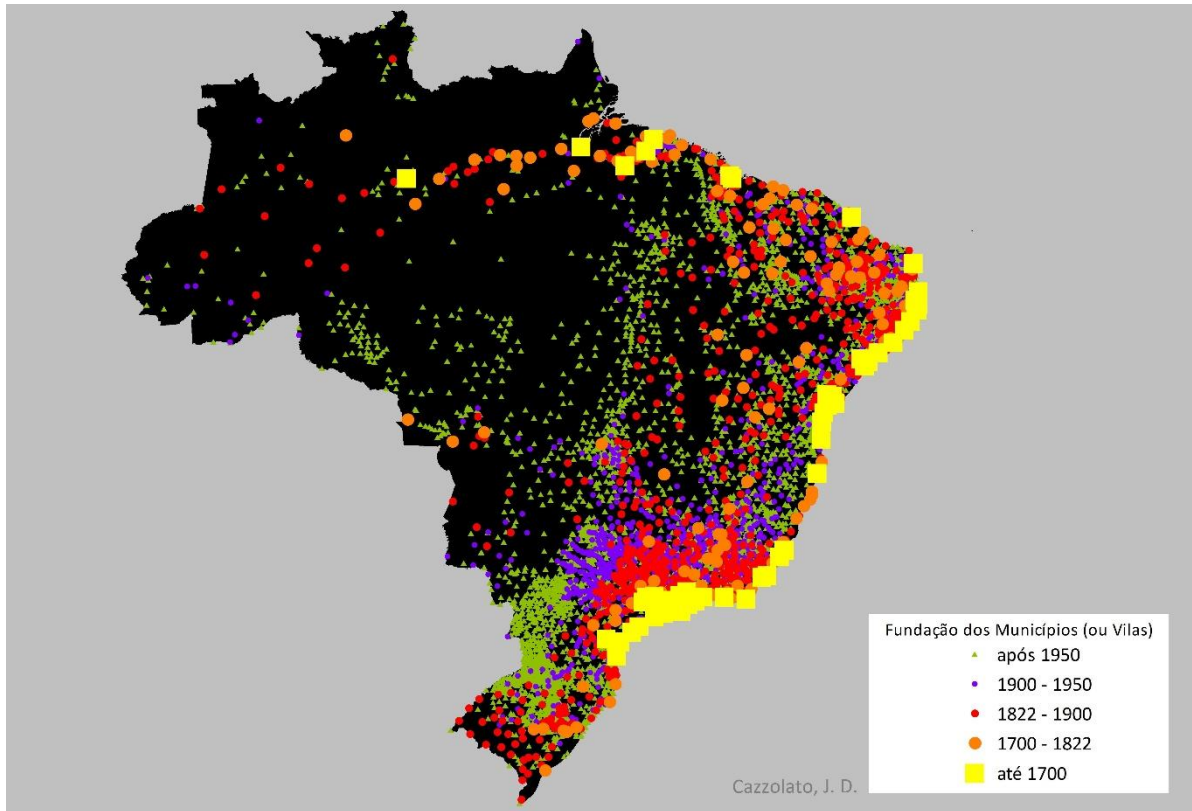 Fundação dos Municípios (ou Vilas)
após 1950
1900 - 1950
1822 - 1900
1700 - 1822
até 1700
Cazzolato, J. D.